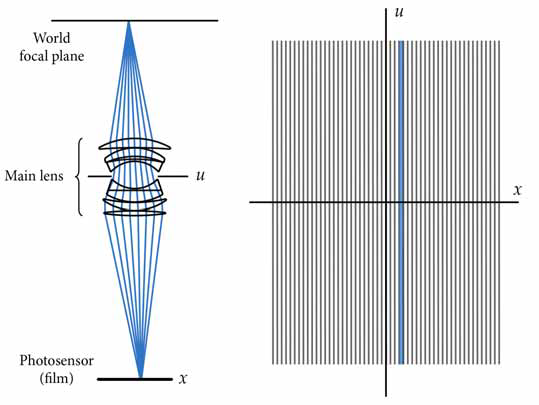 World
focal plane
Main lens
u
Photosensor
(film)
x
u
x